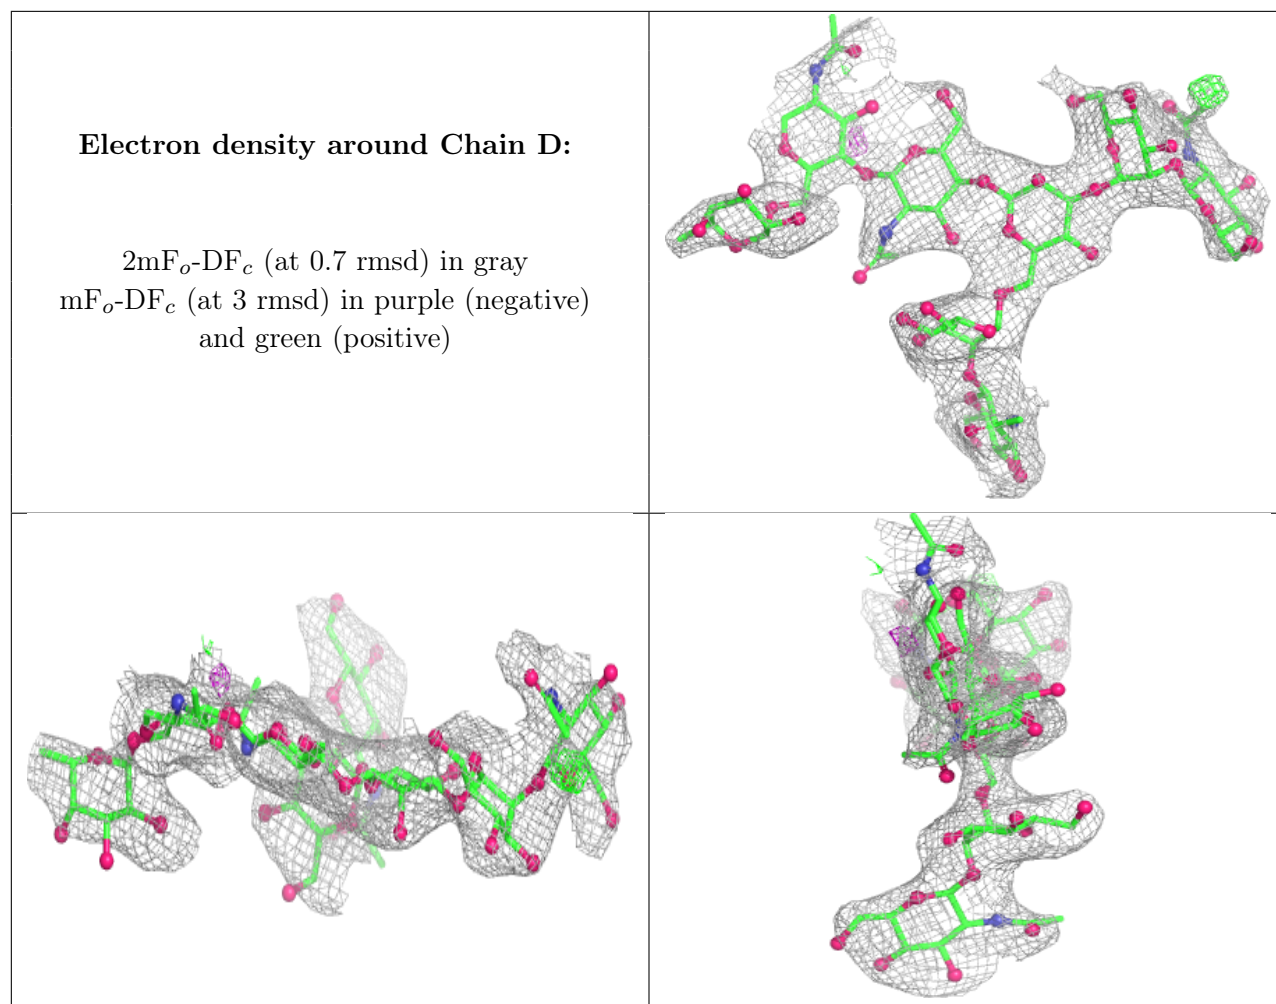 Electron density around Chain D:
2mFₒ-DF𝑐 (at 0.7 rmsd) in gray
mFₒ-DF𝑐 (at 3 rmsd) in purple (negative)
and green (positive)